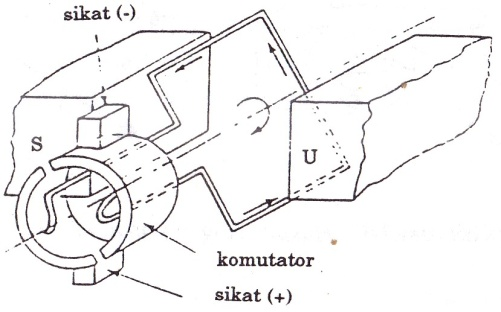 sikat (-)
S
U
komutator
sikat (+)